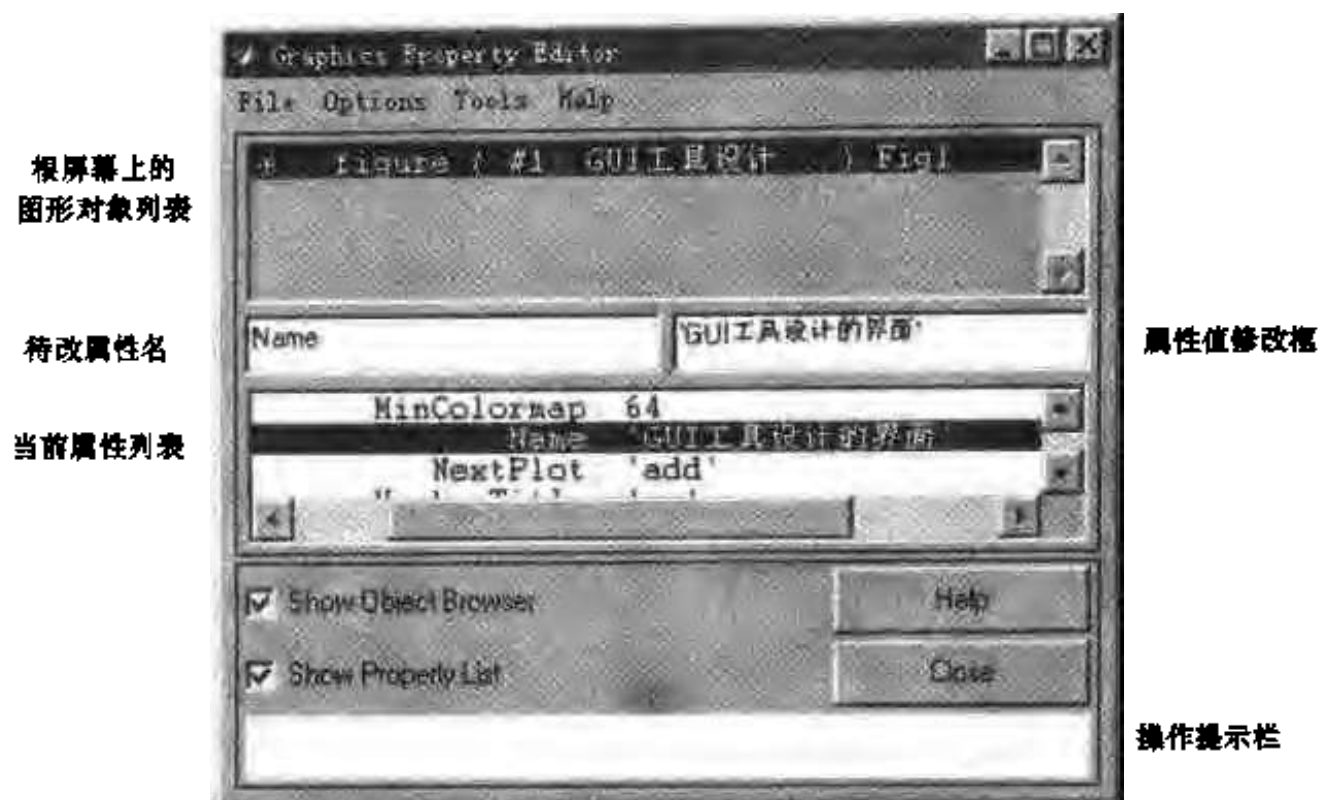 Graphics Property Editor
File Options Tools Help
根屏幕上的
图形对象列表
+ figure ( #1 GUI工具设计 ...) Fig1
待改属性名
Name
'GUI工具设计的界面'
属性值修改框
当前属性列表
MinColormap 64
Name 'GUI工具设计的界面'
NextPlot 'add'
Show Object Browser
Help
Show Property List
Close
操作提示栏